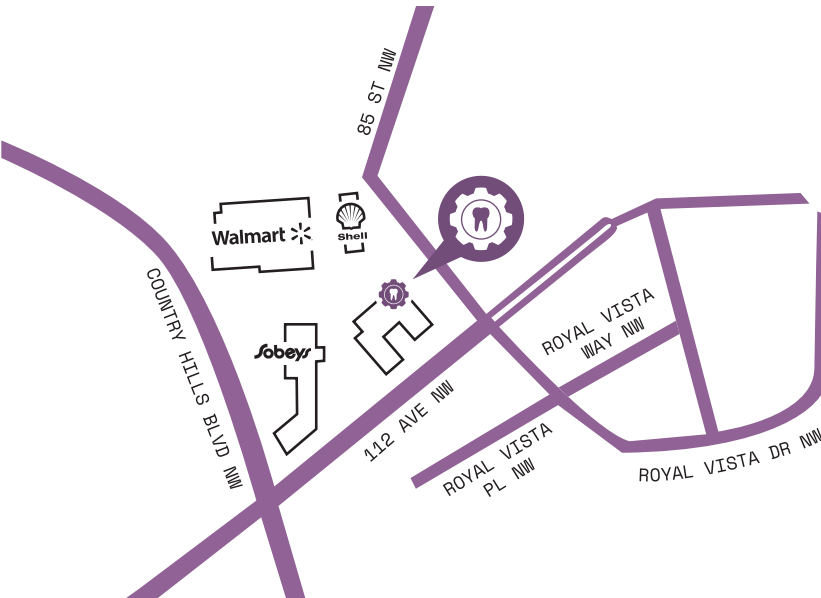 85 ST NW
Walmart
Shell
COUNTRY HILLS BLVD NW
Sobeys
112 AVE NW
ROYAL VISTA
WAY NW
ROYAL VISTA
PL NW
ROYAL VISTA DR NW